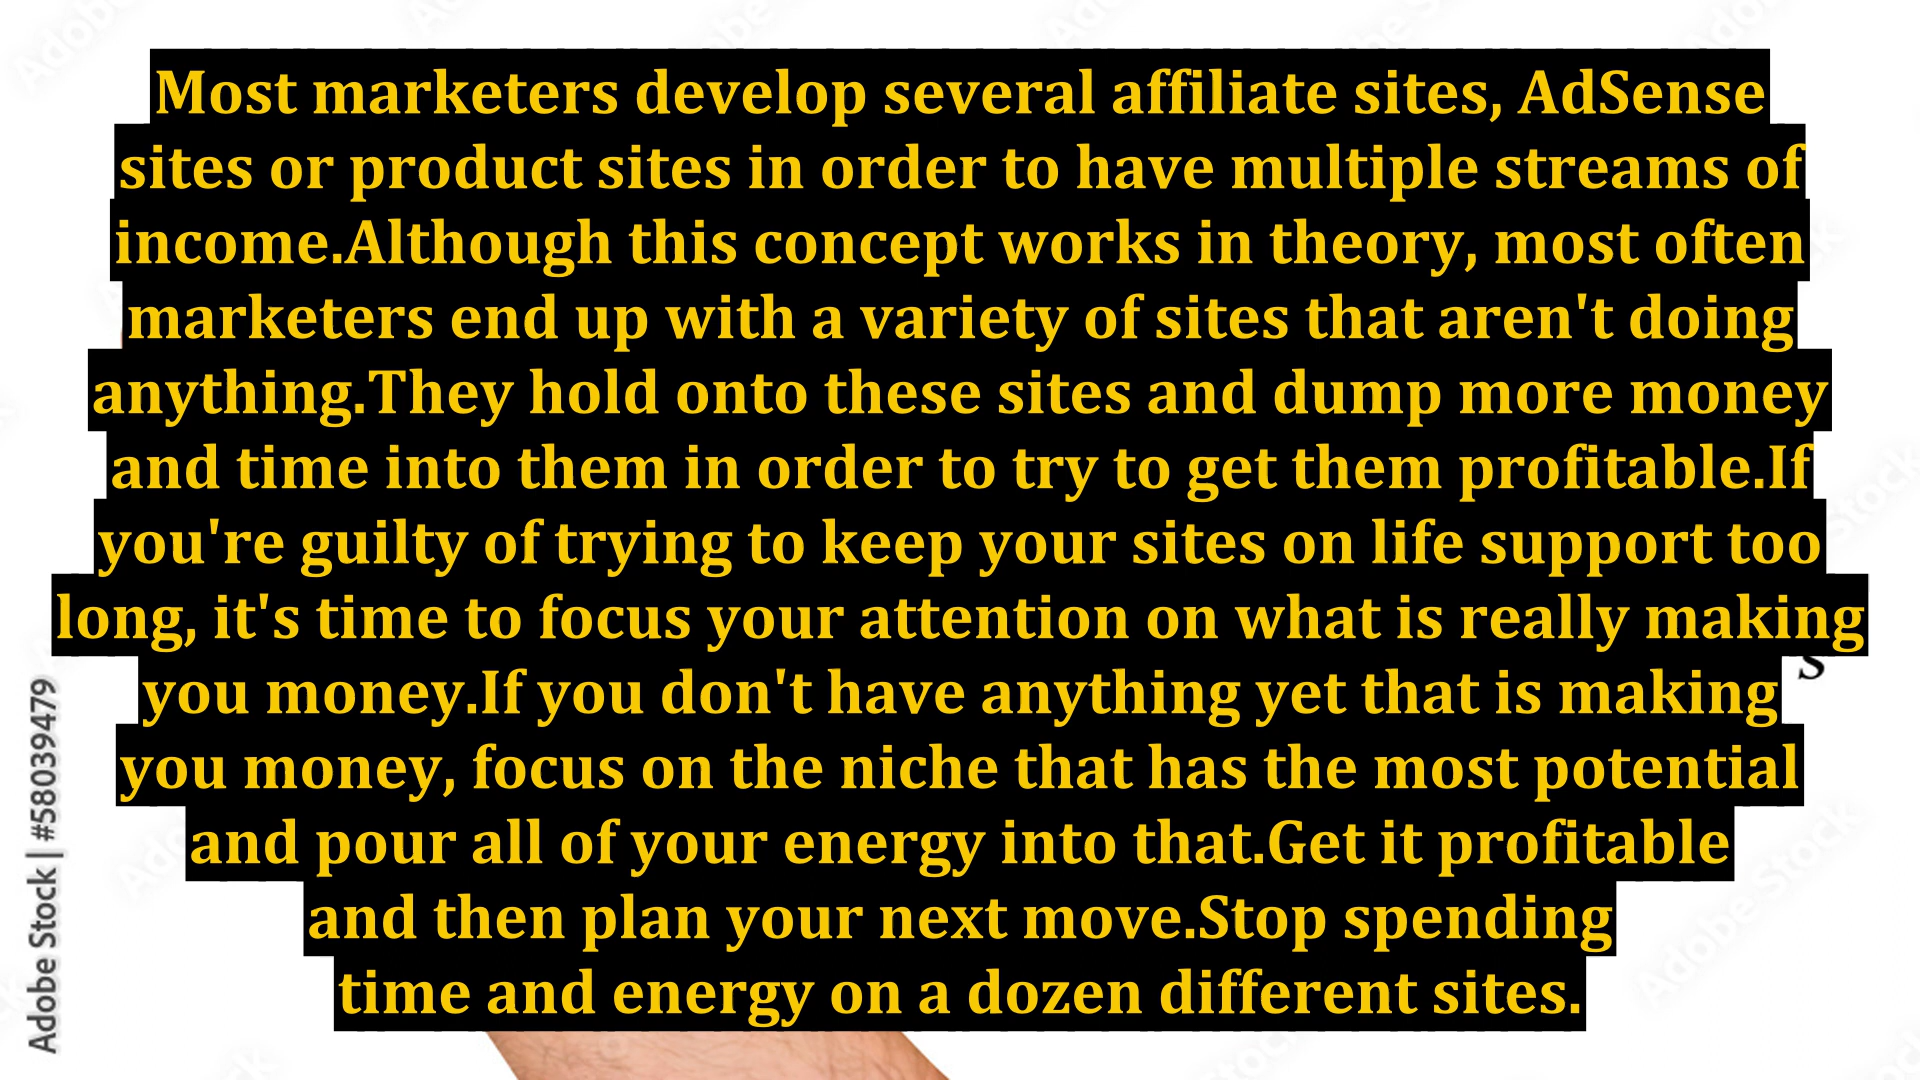 Most marketers develop several affiliate sites, AdSense
sites or product sites in order to have multiple streams of
income.Although this concept works in theory, most often
marketers end up with a variety of sites that aren't doing
anything.They hold onto these sites and dump more money
and time into them in order to try to get them profitable.If
you're guilty of trying to keep your sites on life support too
long, it's time to focus your attention on what is really making
you money.If you don't have anything yet that is making
you money, focus on the niche that has the most potential
and pour all of your energy into that.Get it profitable
and then plan your next move.Stop spending
time and energy on a dozen different sites.
s
Adobe Stock | #58039479
Adobe Stock
Adobe Stock